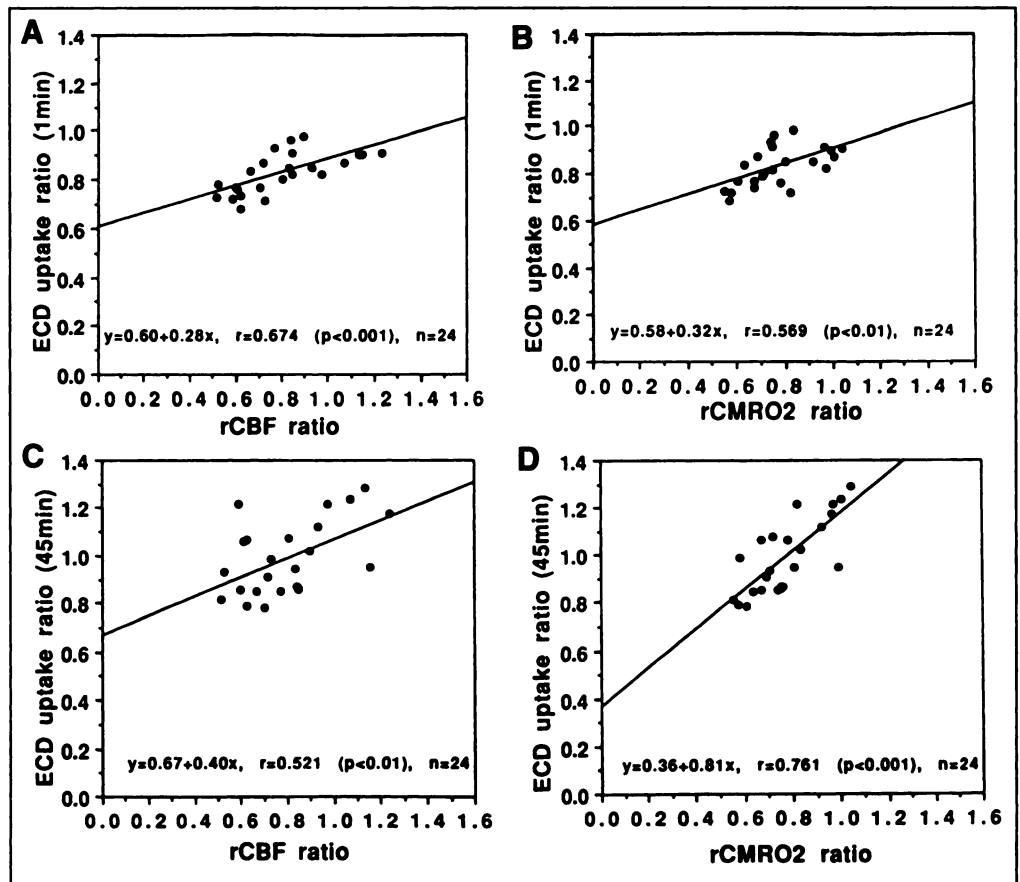 A
ECD uptake ratio (1min)
1.4
1.2
1.0
0.8
0.6
0.4
0.2
0.0
y=0.60+0.28x, r=0.674 (p<0.001), n=24
0.0 0.2 0.4 0.6 0.8 1.0 1.2 1.4 1.6
rCBF ratio
B
ECD uptake ratio (1min)
1.4
1.2
1.0
0.8
0.6
0.4
0.2
0.0
y=0.58+0.32x, r=0.569 (p<0.01), n=24
0.0 0.2 0.4 0.6 0.8 1.0 1.2 1.4 1.6
rCMRO2 ratio
C
ECD uptake ratio (45min)
1.4
1.2
1.0
0.8
0.6
0.4
0.2
0.0
y=0.67+0.40x, r=0.521 (p<0.01), n=24
0.0 0.2 0.4 0.6 0.8 1.0 1.2 1.4 1.6
rCBF ratio
D
ECD uptake ratio (45min)
1.4
1.2
1.0
0.8
0.6
0.4
0.2
0.0
y=0.36+0.81x, r=0.761 (p<0.001), n=24
0.0 0.2 0.4 0.6 0.8 1.0 1.2 1.4 1.6
rCMRO2 ratio